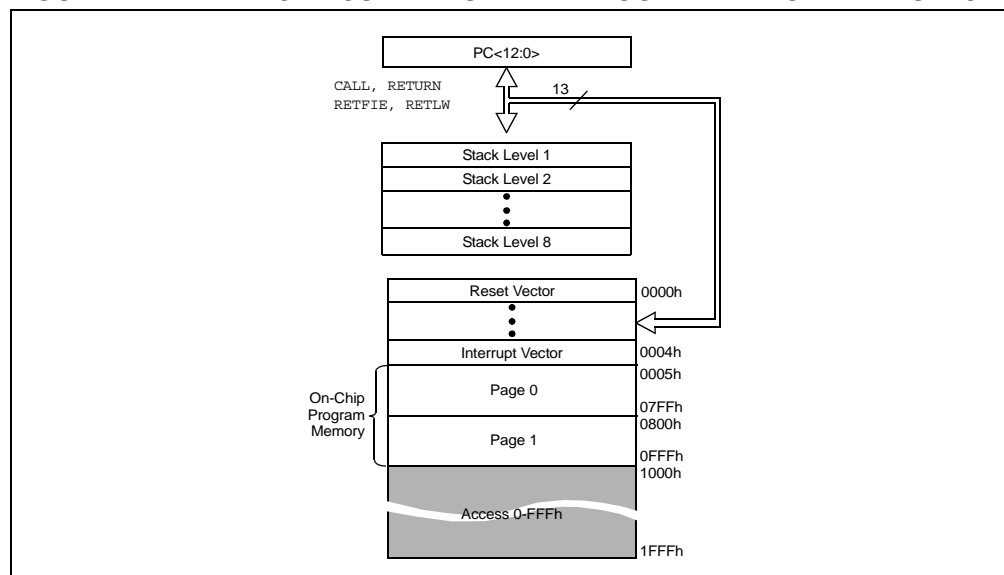 PC<12:0>
CALL, RETURN
RETFIE, RETLW
13
Stack Level 1
Stack Level 2
Stack Level 8
Reset Vector
0000h
Interrupt Vector
0004h
0005h
On-Chip
Program
Memory
Page 0
07FFh
0800h
Page 1
0FFFh
1000h
Access 0-FFFh
1FFFh